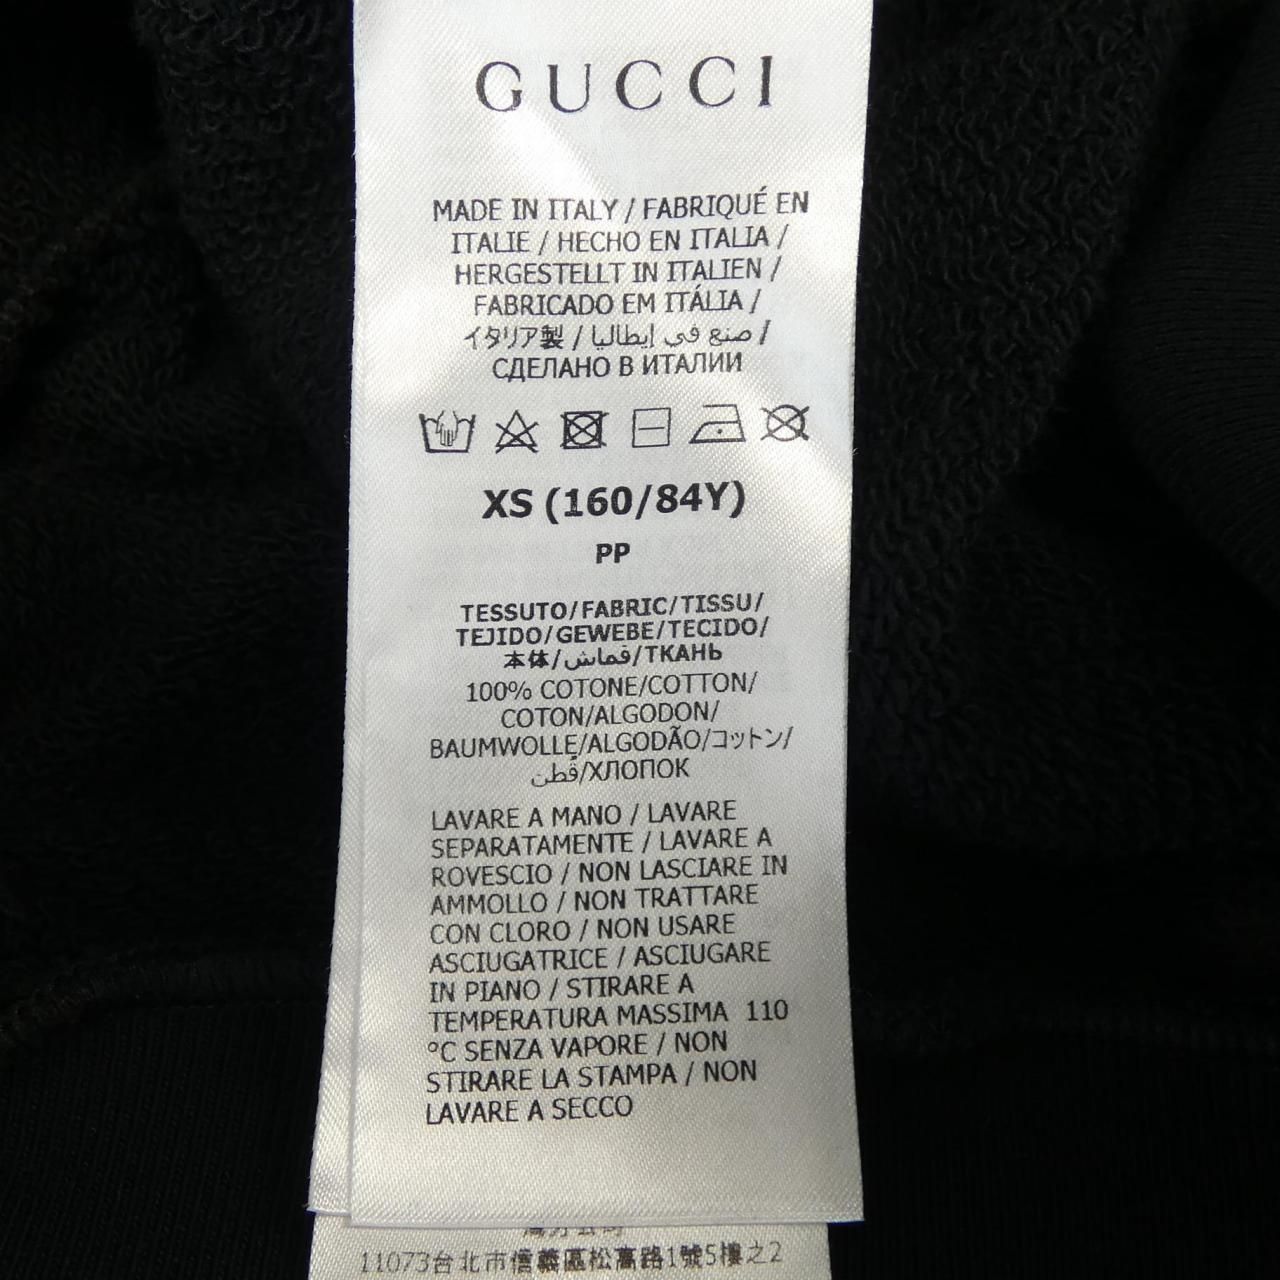 GUCCI
MADE IN ITALY / FABRIQUÉ EN
ITALIE / HECHO EN ITALIA /
HERGESTELLT IN ITALIEN /
FABRICADO EM ITÁLIA /
イタリア製 / صنع في إيطاليا /
СДЕЛАНО В ИТАЛИИ
XS (160/84Y)
PP
TESSUTO/FABRIC/TISSU/
TEJIDO/GEWEBE/TECIDO/
本体/قماش/ТКАНЬ
100% COTONE/COTTON/
COTON/ALGODON/
BAUMWOLLE/ALGODÃO/コットン/
قطن/ХЛОПОК
LAVARE A MANO / LAVARE
SEPARATAMENTE / LAVARE A
ROVESCIO / NON LASCIARE IN
AMMOLLO / NON TRATTARE
CON CLORO / NON USARE
ASCIUGATRICE / ASCIUGARE
IN PIANO / STIRARE A
TEMPERATURA MASSIMA 110
°C SENZA VAPORE / NON
STIRARE LA STAMPA / NON
LAVARE A SECCO
11073台北市信義區松高路1號5樓之2